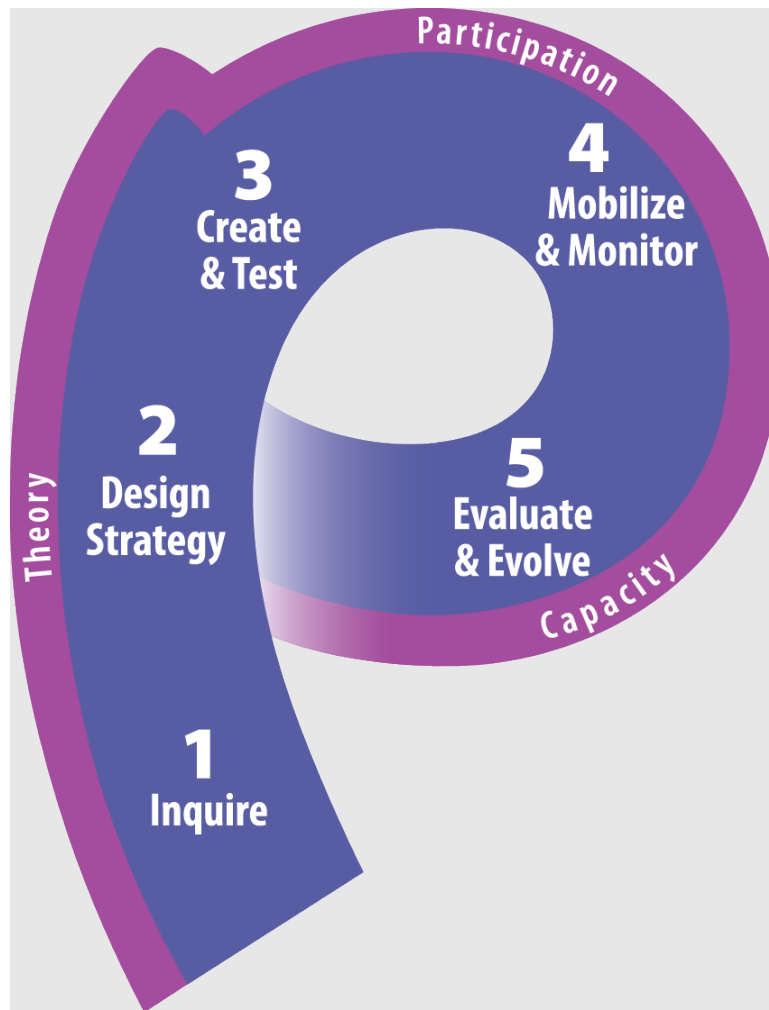 Participation
3
Create
& Test
4
Mobilize
& Monitor
2
Design
Strategy
Theory
5
Evaluate
& Evolve
Capacity
1
Inquire